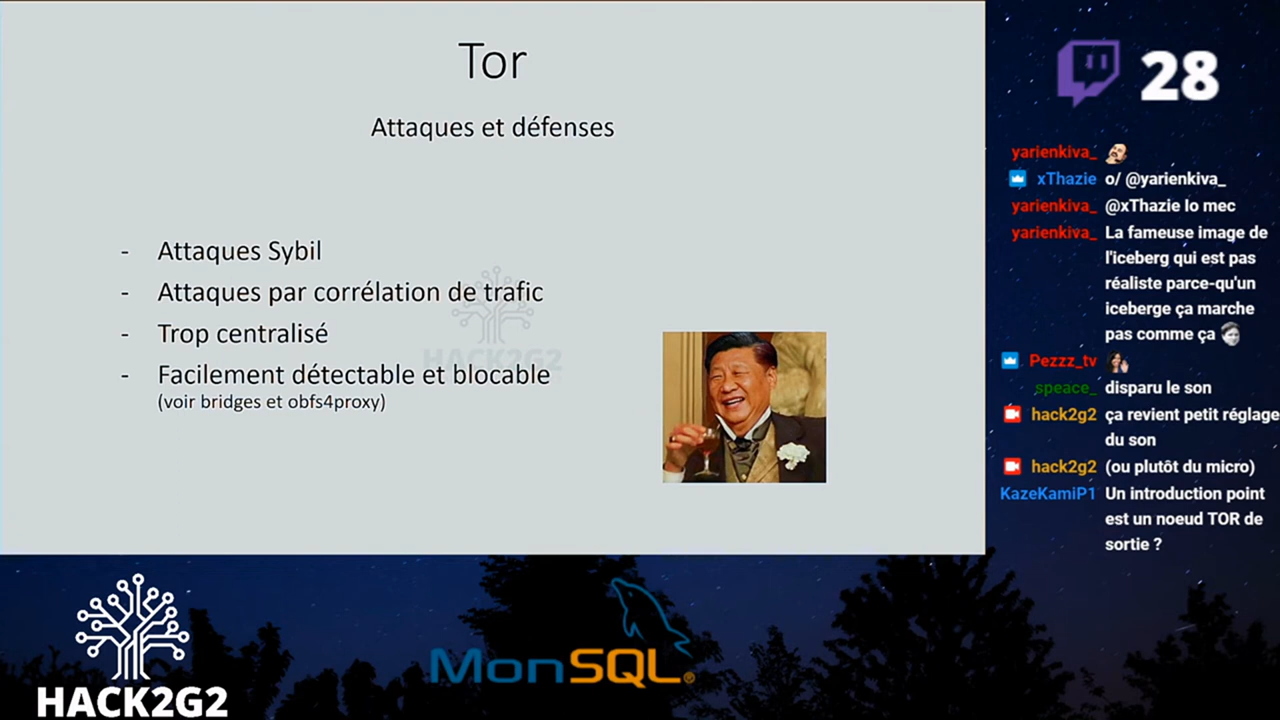 Tor
Attaques et défenses
- Attaques Sybil
- Attaques par corrélation de trafic
- Trop centralisé
- Facilement détectable et blocable
(voir bridges et obfs4proxy)
HACK2G2
28
yarienkiva_
xThazie o/ @yarienkiva_
yarienkiva_ @xThazie lo mec
yarienkiva_ La fameuse image de
l'iceberg qui est pas
réaliste parce-qu'un
iceberge ça marche
pas comme ça
Pezzz_tv
speace_ disparu le son
hack2g2 ça revient petit réglage
du son
hack2g2 (ou plutôt du micro)
KazeKamiP1 Un introduction point
est un noeud TOR de
sortie ?
HACK2G2
MonSQL®